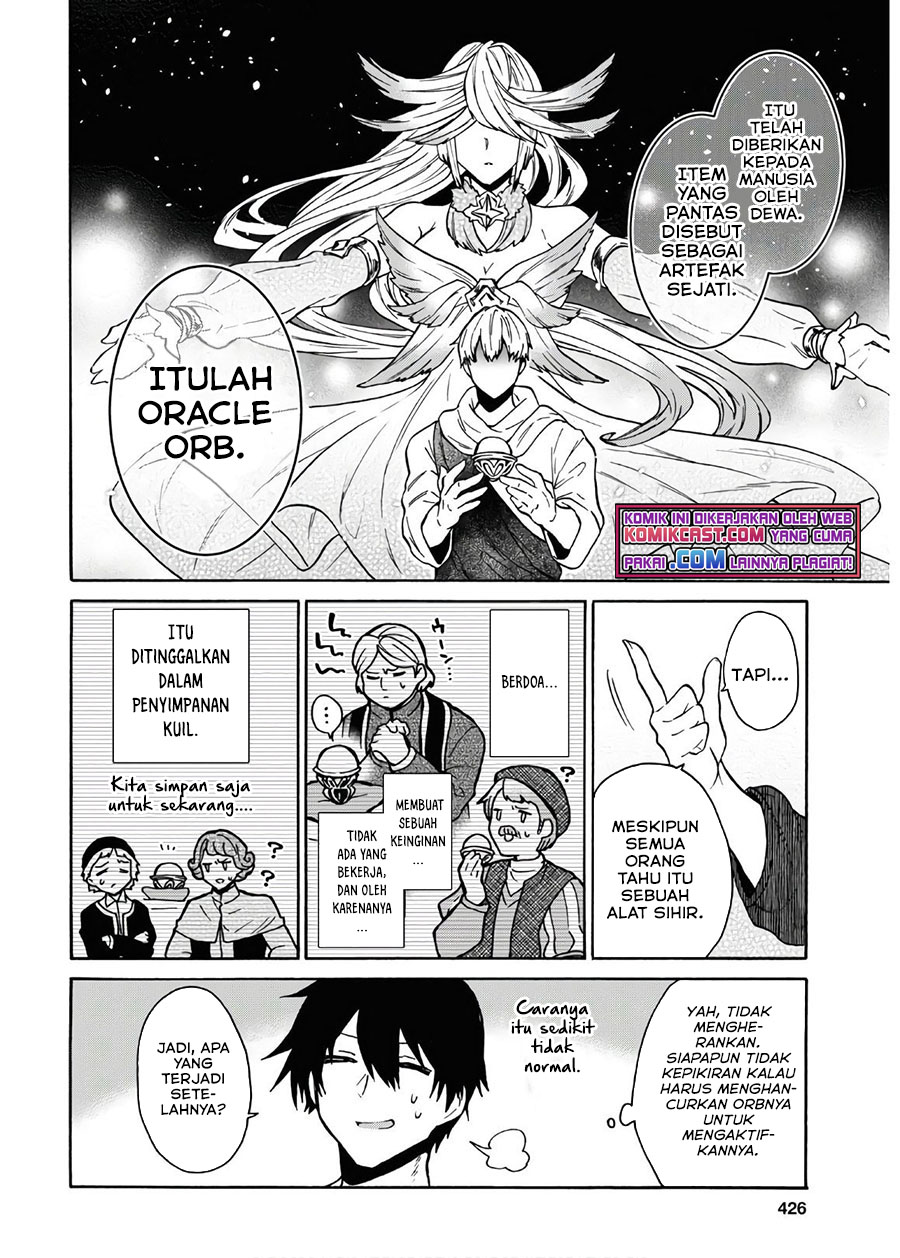 ITU
TELAH
DIBERIKAN
KEPADA
MANUSIA
OLEH
DEWA.
ITEM
YANG
PANTAS
DISEBUT
SEBAGAI
ARTEFAK
SEJATI.
ITULAH
ORACLE
ORB.
KOMIK INI DIKERJAKAN OLEH WEB
KOMIKCAST.COM YANG CUMA
PAKAI .COM LAINNYA PLAGIAT!
TAPI...
MESKIPUN
SEMUA
ORANG
TAHU ITU
SEBUAH
ALAT SIHIR.
BERDOA...
...
?
MEMBUAT
SEBUAH
KEINGINAN
...
TIDAK
ADA YANG
BEKERJA,
DAN OLEH
KARENANYA
...
ITU
DITINGGALKAN
DALAM
PENYIMPANAN
KUIL.
Kita simpan saja
untuk sekarang....
?
?
YAH, TIDAK
MENGHE-
RANKAN.
SIAPAPUN TIDAK
KEPIKIRAN KALAU
HARUS MENGHAN-
CURKAN ORBNYA
UNTUK
MENGAKTIF-
KANNYA.
Caranya
itu sedikit
tidak
normal.
JADI, APA
YANG
TERJADI
SETE-
LAHNYA?
426